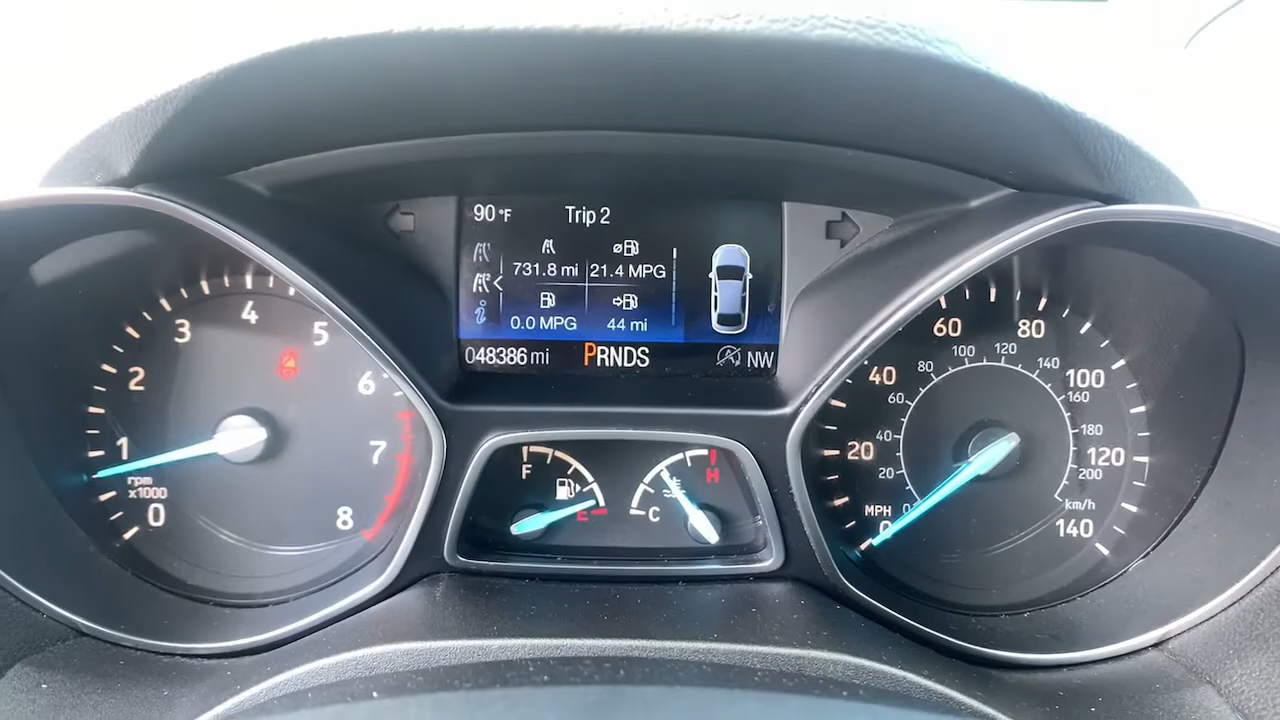 90°F Trip 2
731.8 mi 21.4 MPG
0.0 MPG 44 mi
048386 mi PRNDS NW
0 1 2 3 4 5 6 7 8
rpm
x1000
F E
C H
MPH 0 20 40 60 80 100 120 140
0 20 40 60 80 100 120 140 160 180 200
km/h